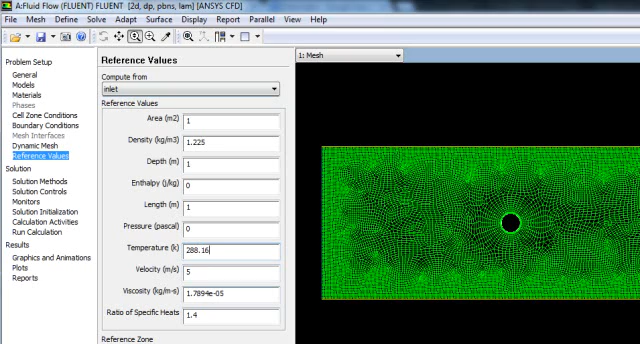 A:Fluid Flow (FLUENT) FLUENT [2d, dp, pbns, lam] [ANSYS CFD]
File Mesh Define Solve Adapt Surface Display Report Parallel View Help
Problem Setup
General
Models
Materials
Phases
Cell Zone Conditions
Boundary Conditions
Mesh Interfaces
Dynamic Mesh
Reference Values
Solution
Solution Methods
Solution Controls
Monitors
Solution Initialization
Calculation Activities
Run Calculation
Results
Graphics and Animations
Plots
Reports
Reference Values
Compute from
inlet
Reference Values
Area (m2) 1
Density (kg/m3) 1.225
Depth (m) 1
Enthalpy (j/kg) 0
Length (m) 1
Pressure (pascal) 0
Temperature (k) 288.16
Velocity (m/s) 5
Viscosity (kg/m-s) 1.7894e-05
Ratio of Specific Heats 1.4
Reference Zone
1: Mesh